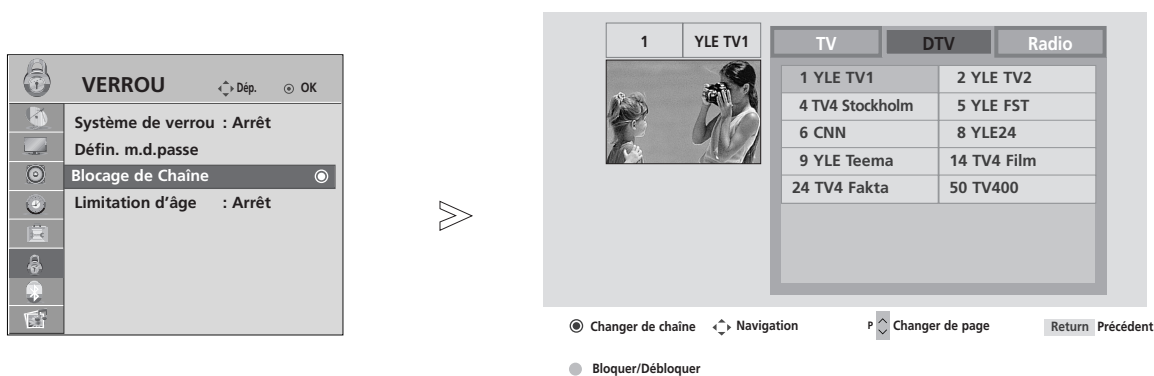 VERROU Dép. OK
Système de verrou : Arrêt
Défin. m.d.passe
Blocage de Chaîne
Limitation d’âge : Arrêt
1 YLE TV1
TV DTV Radio
1 YLE TV1 2 YLE TV2
4 TV4 Stockholm 5 YLE FST
6 CNN 8 YLE24
9 YLE Teema 14 TV4 Film
24 TV4 Fakta 50 TV400
Changer de chaîne Navigation P Changer de page Return Précédent
Bloquer/Débloquer